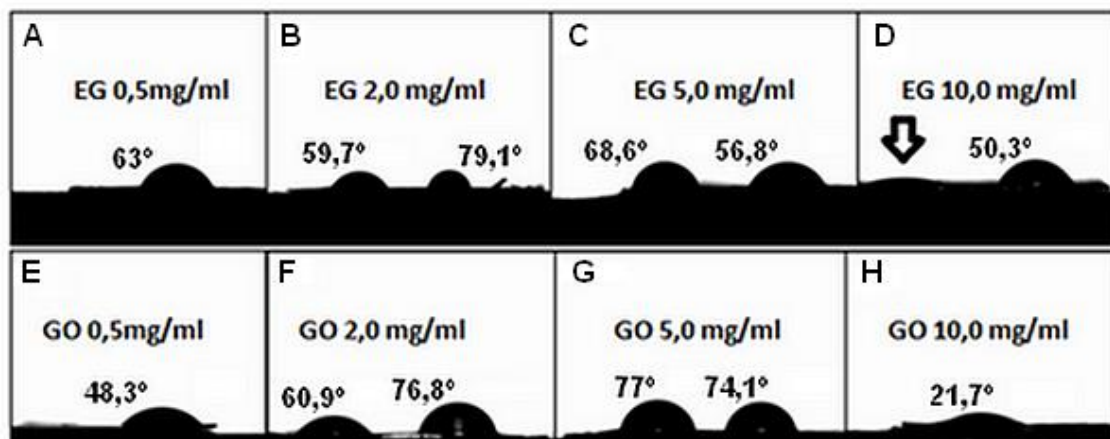 A
EG 0,5mg/ml
63°
B
EG 2,0 mg/ml
59,7° 79,1°
C
EG 5,0 mg/ml
68,6° 56,8°
D
EG 10,0 mg/ml
50,3°
E
GO 0,5mg/ml
48,3°
F
GO 2,0 mg/ml
60,9° 76,8°
G
GO 5,0 mg/ml
77° 74,1°
H
GO 10,0 mg/ml
21,7°